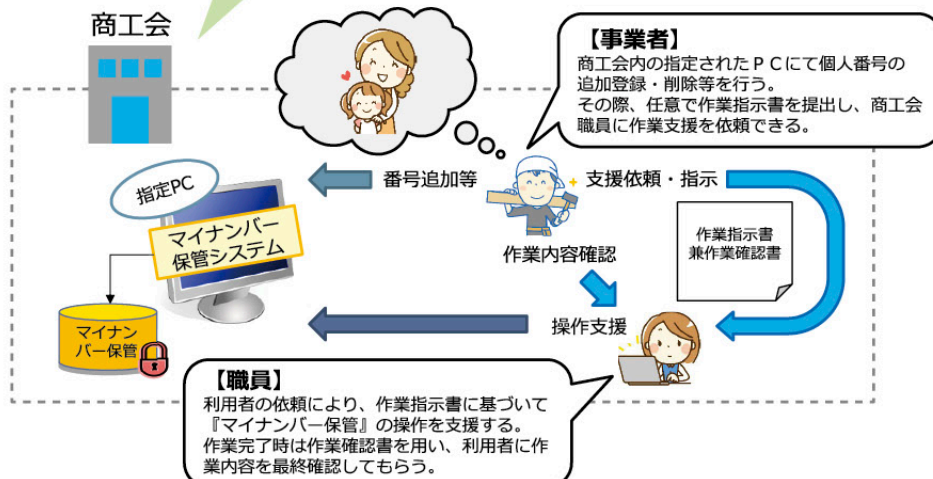 商工会
【事業者】
商工会内の指定されたＰＣにて個人番号の
追加登録・削除等を行う。
その際、任意で作業指示書を提出し、商工会
職員に作業支援を依頼できる。
指定PC
番号追加等
支援依頼・指示
マイナンバー
保管システム
作業内容確認
作業指示書
兼作業確認書
マイナン
バー保管
操作支援
【職員】
利用者の依頼により、作業指示書に基づいて
『マイナンバー保管』の操作を支援する。
作業完了時は作業確認書を用い、利用者に作
業内容を最終確認してもらう。